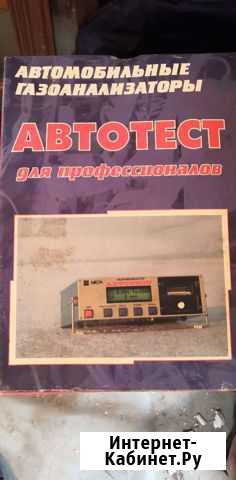 АВТОМОБИЛЬНЫЕ
ГАЗОАНАЛИЗАТОРЫ
АВТОТЕСТ
для профессионалов
Интернет-
Кабинет.Ру